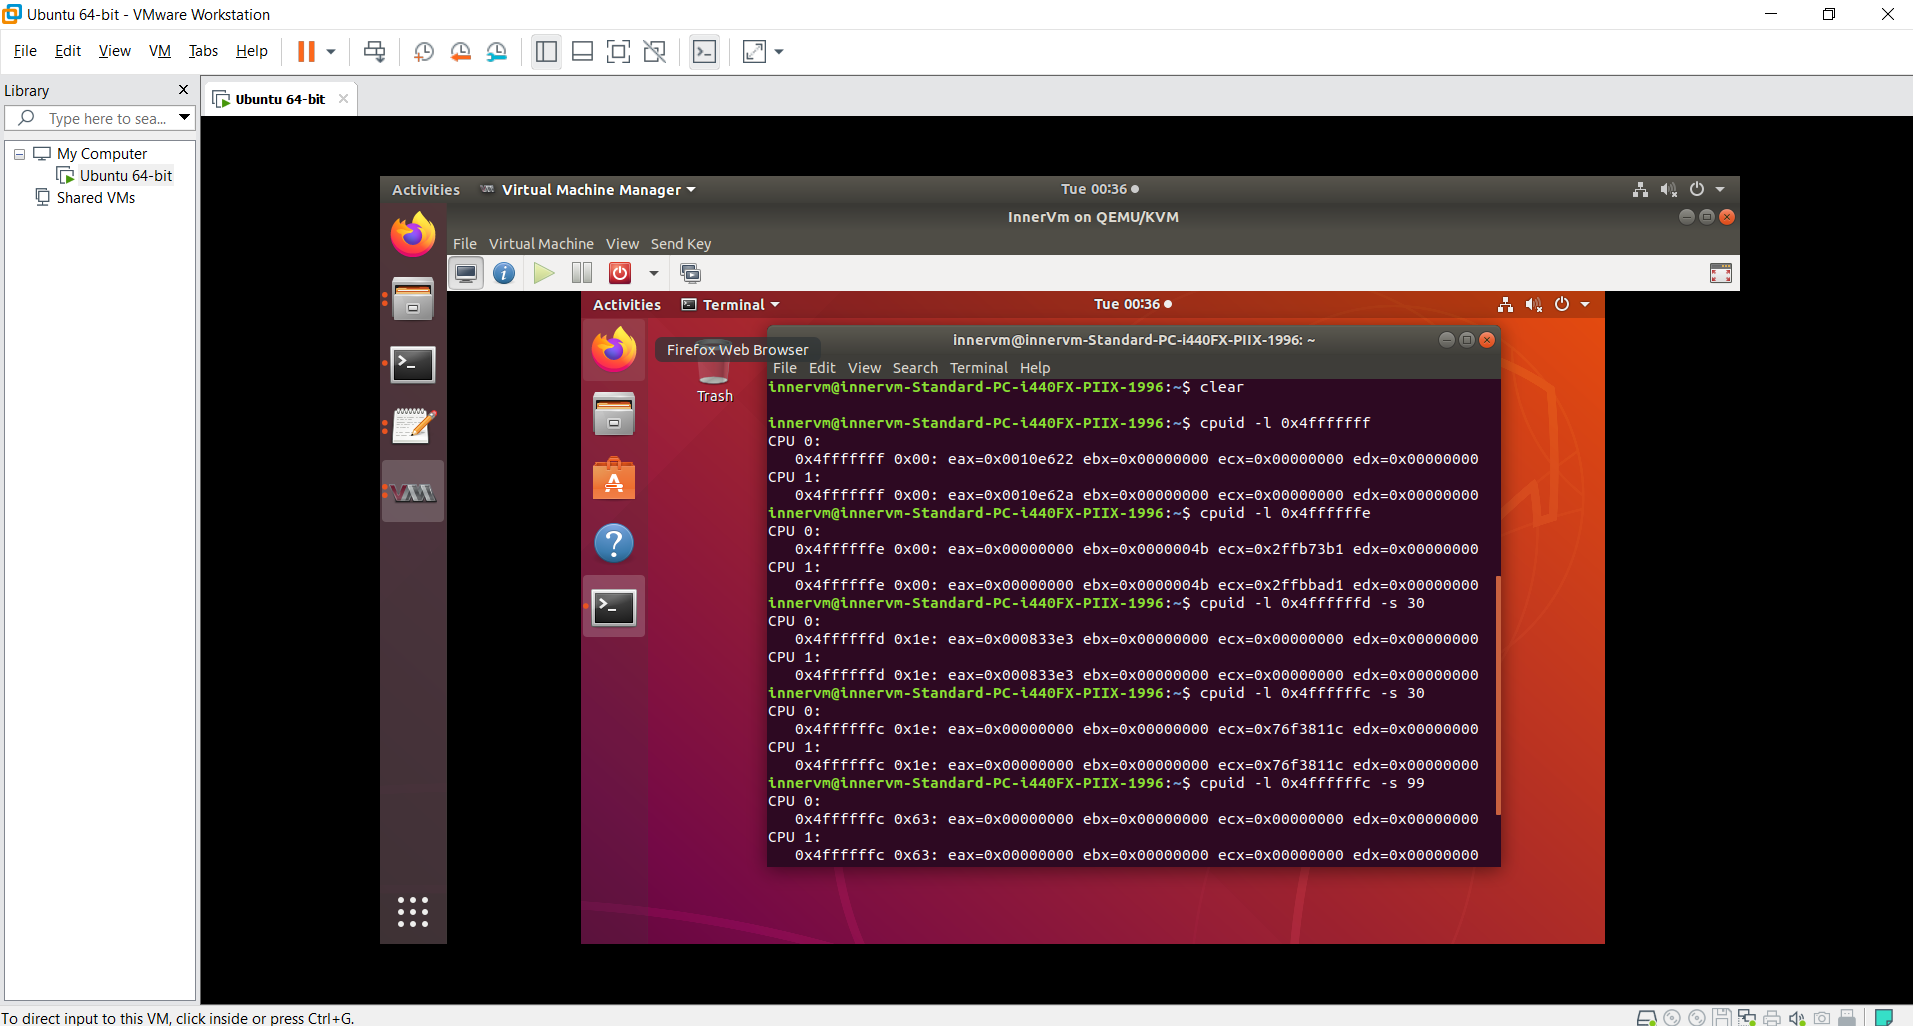 Ubuntu 64-bit - VMware Workstation
File Edit View VM Tabs Help
Library
Ubuntu 64-bit
Type here to sea...
My Computer
Ubuntu 64-bit
Shared VMs
Activities Virtual Machine Manager Tue 00:36
InnerVm on QEMU/KVM
File Virtual Machine View Send Key
Activities Terminal Tue 00:36
Firefox Web Browser
Trash
innervm@innervm-Standard-PC-i440FX-PIIX-1996: ~
File Edit View Search Terminal Help
innervm@innervm-Standard-PC-i440FX-PIIX-1996:~$ clear
innervm@innervm-Standard-PC-i440FX-PIIX-1996:~$ cpuid -l 0x4fffffff
CPU 0:
0x4fffffff 0x00: eax=0x0010e622 ebx=0x00000000 ecx=0x00000000 edx=0x00000000
CPU 1:
0x4fffffff 0x00: eax=0x0010e62a ebx=0x00000000 ecx=0x00000000 edx=0x00000000
innervm@innervm-Standard-PC-i440FX-PIIX-1996:~$ cpuid -l 0x4ffffffe
CPU 0:
0x4ffffffe 0x00: eax=0x00000000 ebx=0x0000004b ecx=0x2ffb73b1 edx=0x00000000
CPU 1:
0x4ffffffe 0x00: eax=0x00000000 ebx=0x0000004b ecx=0x2ffbbad1 edx=0x00000000
innervm@innervm-Standard-PC-i440FX-PIIX-1996:~$ cpuid -l 0x4ffffffd -s 30
CPU 0:
0x4ffffffd 0x1e: eax=0x000833e3 ebx=0x00000000 ecx=0x00000000 edx=0x00000000
CPU 1:
0x4ffffffd 0x1e: eax=0x000833e3 ebx=0x00000000 ecx=0x00000000 edx=0x00000000
innervm@innervm-Standard-PC-i440FX-PIIX-1996:~$ cpuid -l 0x4ffffffc -s 30
CPU 0:
0x4ffffffc 0x1e: eax=0x00000000 ebx=0x00000000 ecx=0x76f3811c edx=0x00000000
CPU 1:
0x4ffffffc 0x1e: eax=0x00000000 ebx=0x00000000 ecx=0x76f3811c edx=0x00000000
innervm@innervm-Standard-PC-i440FX-PIIX-1996:~$ cpuid -l 0x4ffffffc -s 99
CPU 0:
0x4ffffffc 0x63: eax=0x00000000 ebx=0x00000000 ecx=0x00000000 edx=0x00000000
CPU 1:
0x4ffffffc 0x63: eax=0x00000000 ebx=0x00000000 ecx=0x00000000 edx=0x00000000
To direct input to this VM, click inside or press Ctrl+G.